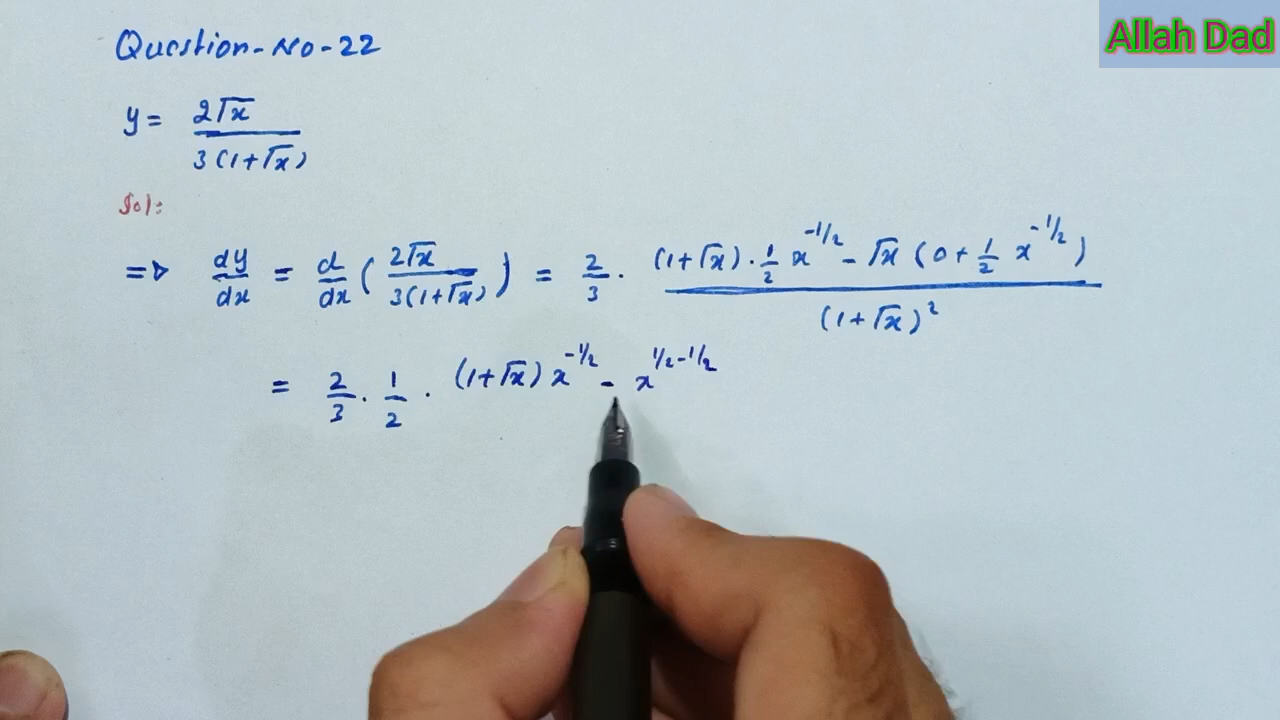 Allah Dad
Question-No-22
y = 2√x / 3(1+√x)
Sol:
=> dy/dx = d/dx (2√x / 3(1+√x)) = 2/3 · ((1+√x) · 1/2 x^-1/2 - √x (0 + 1/2 x^-1/2)) / (1+√x)^2
= 2/3 · 1/2 · (1+√x) x^-1/2 - x^1/2-1/2